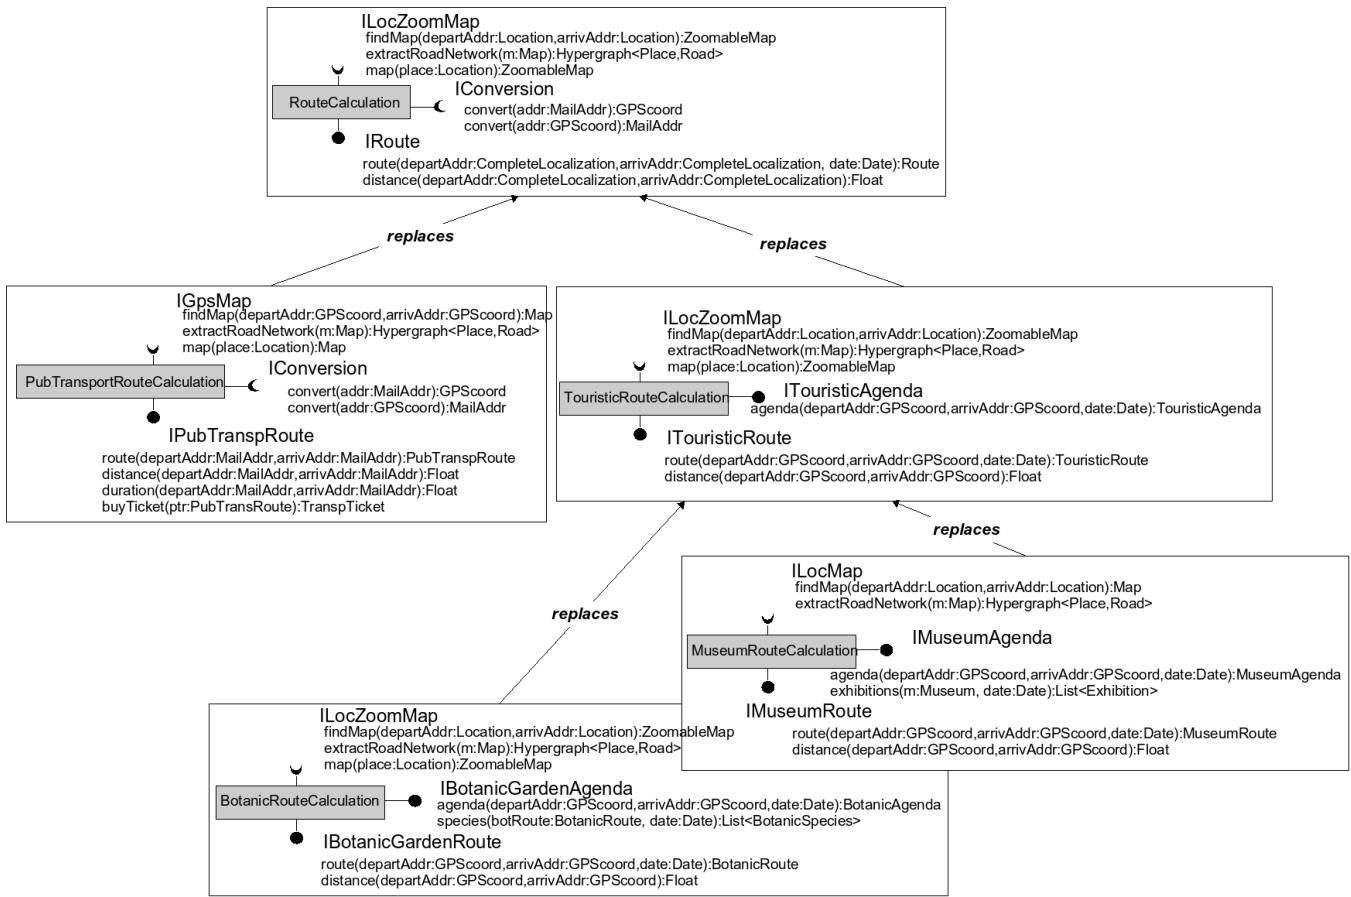 ILocZoomMap
findMap(departAddr:Location,arrivAddr:Location):ZoomableMap
extractRoadNetwork(m:Map):Hypergraph<Place,Road>
map(place:Location):ZoomableMap
RouteCalculation
IConversion
convert(addr:MailAddr):GPScoord
convert(addr:GPScoord):MailAddr
IRoute
route(departAddr:CompleteLocalization,arrivAddr:CompleteLocalization, date:Date):Route
distance(departAddr:CompleteLocalization,arrivAddr:CompleteLocalization):Float
replaces
replaces
IGpsMap
findMap(departAddr:GPScoord,arrivAddr:GPScoord):Map
extractRoadNetwork(m:Map):Hypergraph<Place,Road>
map(place:Location):Map
PubTransportRouteCalculation
IConversion
convert(addr:MailAddr):GPScoord
convert(addr:GPScoord):MailAddr
IPubTranspRoute
route(departAddr:MailAddr,arrivAddr:MailAddr):PubTranspRoute
distance(departAddr:MailAddr,arrivAddr:MailAddr):Float
duration(departAddr:MailAddr,arrivAddr:MailAddr):Float
buyTicket(ptr:PubTransRoute):TranspTicket
ILocZoomMap
findMap(departAddr:Location,arrivAddr:Location):ZoomableMap
extractRoadNetwork(m:Map):Hypergraph<Place,Road>
map(place:Location):ZoomableMap
TouristicRouteCalculation
ITouristicAgenda
agenda(departAddr:GPScoord,arrivAddr:GPScoord,date:Date):TouristicAgenda
ITouristicRoute
route(departAddr:GPScoord,arrivAddr:GPScoord,date:Date):TouristicRoute
distance(departAddr:GPScoord,arrivAddr:GPScoord):Float
replaces
replaces
ILocMap
findMap(departAddr:Location,arrivAddr:Location):Map
extractRoadNetwork(m:Map):Hypergraph<Place,Road>
MuseumRouteCalculation
IMuseumAgenda
agenda(departAddr:GPScoord,arrivAddr:GPScoord,date:Date):MuseumAgenda
exhibitions(m:Museum, date:Date):List<Exhibition>
IMuseumRoute
route(departAddr:GPScoord,arrivAddr:GPScoord,date:Date):MuseumRoute
distance(departAddr:GPScoord,arrivAddr:GPScoord):Float
ILocZoomMap
findMap(departAddr:Location,arrivAddr:Location):ZoomableMap
extractRoadNetwork(m:Map):Hypergraph<Place,Road>
map(place:Location):ZoomableMap
BotanicRouteCalculation
IBotanicGardenAgenda
agenda(departAddr:GPScoord,arrivAddr:GPScoord,date:Date):BotanicAgenda
species(botRoute:BotanicRoute, date:Date):List<BotanicSpecies>
IBotanicGardenRoute
route(departAddr:GPScoord,arrivAddr:GPScoord,date:Date):BotanicRoute
distance(departAddr:GPScoord,arrivAddr:GPScoord):Float